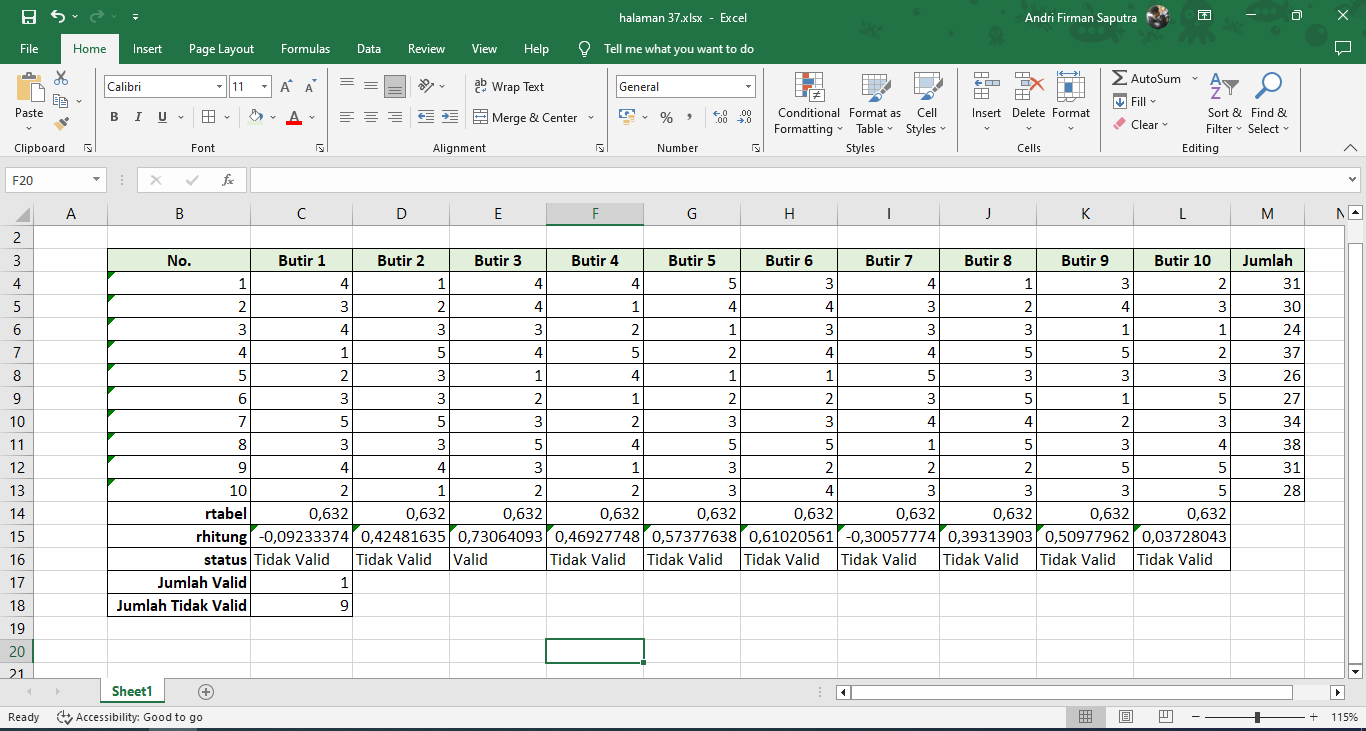 halaman 37.xlsx - Excel
Andri Firman Saputra
File Home Insert Page Layout Formulas Data Review View Help Tell me what you want to do
Paste
Clipboard
Calibri 11
B I U A
Font
Wrap Text
Merge & Center
Alignment
General
%
Number
Conditional Formatting
Format as Table
Cell Styles
Styles
Insert Delete Format
Cells
AutoSum
Fill
Clear
Sort & Filter
Find & Select
Editing
F20 fx
A B C D E F G H I J K L M N
2
3 No. Butir 1 Butir 2 Butir 3 Butir 4 Butir 5 Butir 6 Butir 7 Butir 8 Butir 9 Butir 10 Jumlah
4 1 4 1 4 4 5 3 4 1 3 2 31
5 2 3 2 4 1 4 4 3 2 4 3 30
6 3 4 3 3 2 1 3 3 3 1 1 24
7 4 1 5 4 5 2 4 4 5 5 2 37
8 5 2 3 1 4 1 1 5 3 3 3 26
9 6 3 3 2 1 2 2 3 5 1 5 27
10 7 5 5 3 2 3 3 4 4 2 3 34
11 8 3 3 5 4 5 5 1 5 3 4 38
12 9 4 4 3 1 3 2 2 2 5 5 31
13 10 2 1 2 2 3 4 3 3 3 5 28
14 rtabel 0,632 0,632 0,632 0,632 0,632 0,632 0,632 0,632 0,632 0,632
15 rhitung -0,09233374 0,42481635 0,73064093 0,46927748 0,57377638 0,61020561 -0,30057774 0,39313903 0,50977962 0,03728043
16 status Tidak Valid Tidak Valid Valid Tidak Valid Tidak Valid Tidak Valid Tidak Valid Tidak Valid Tidak Valid Tidak Valid
17 Jumlah Valid 1
18 Jumlah Tidak Valid 9
19
20
21
Sheet1
Ready Accessibility: Good to go 115%